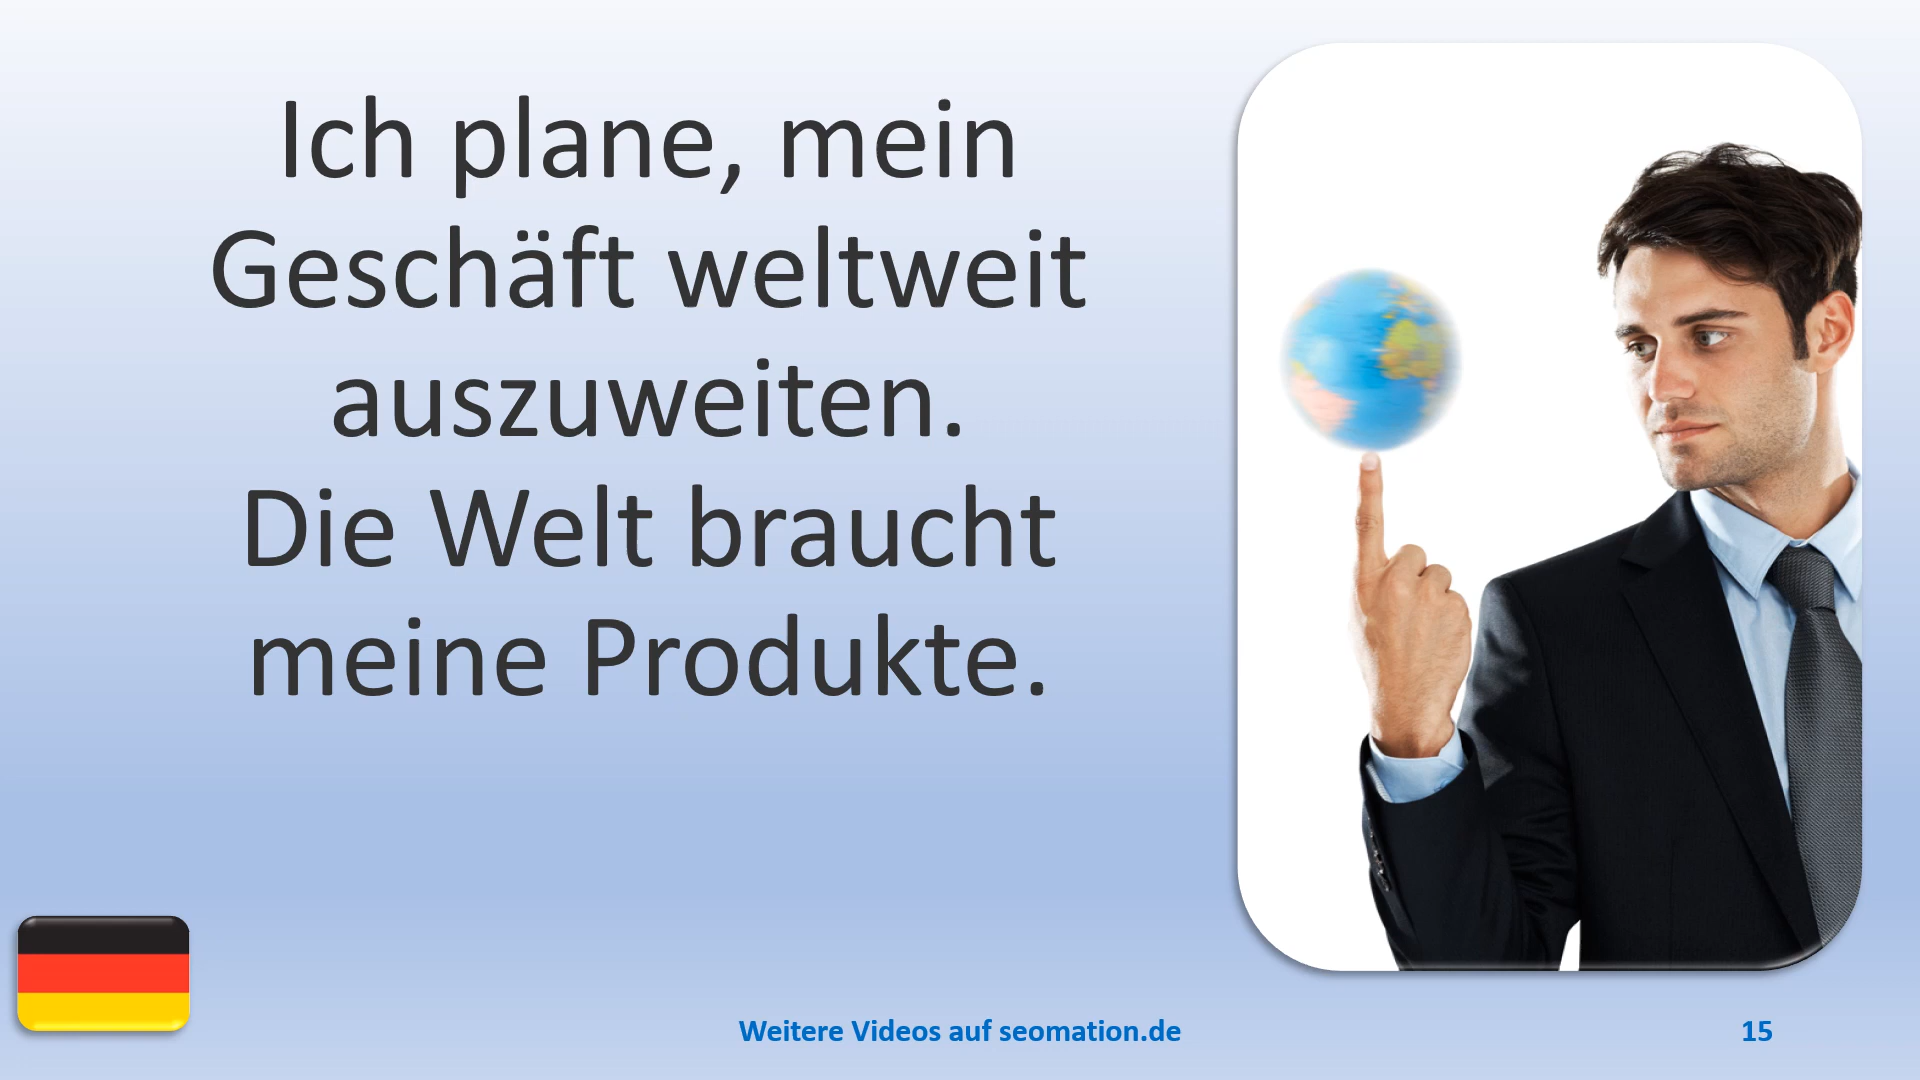 Ich plane, mein
Geschäft weltweit
auszuweiten.
Die Welt braucht
meine Produkte.
Weitere Videos auf seomation.de
15